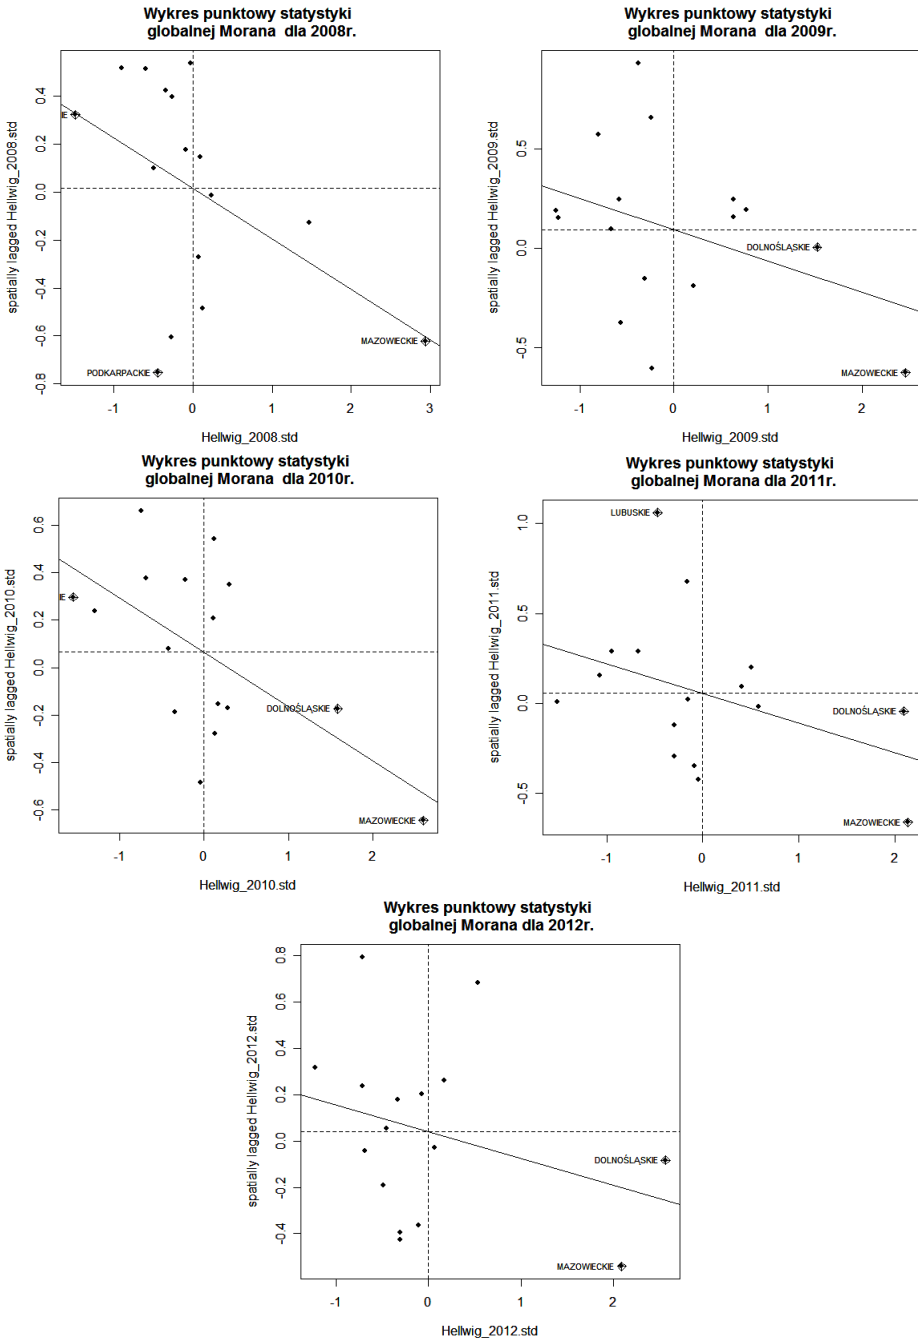 Wykres punktowy statystyki
globalnej Morana dla 2008r.
spatially lagged Hellwig_2008.std
0.4
0.2
0.0
-0.2
-0.4
-0.6
-0.8
IE
MAZOWIECKIE
PODKARPACKIE
-1
0
1
2
3
Hellwig_2008.std
Wykres punktowy statystyki
globalnej Morana dla 2009r.
spatially lagged Hellwig_2009.std
0.5
0.0
-0.5
DOLNOŚLĄSKIE
MAZOWIECKIE
-1
0
1
2
Hellwig_2009.std
Wykres punktowy statystyki
globalnej Morana dla 2010r.
spatially lagged Hellwig_2010.std
0.6
0.4
0.2
0.0
-0.2
-0.4
-0.6
IE
DOLNOŚLĄSKIE
MAZOWIECKIE
-1
0
1
2
Hellwig_2010.std
Wykres punktowy statystyki
globalnej Morana dla 2011r.
spatially lagged Hellwig_2011.std
1.0
0.5
0.0
-0.5
LUBUSKIE
DOLNOŚLĄSKIE
MAZOWIECKIE
-1
0
1
2
Hellwig_2011.std
Wykres punktowy statystyki
globalnej Morana dla 2012r.
spatially lagged Hellwig_2012.std
0.8
0.6
0.4
0.2
0.0
-0.4
DOLNOŚLĄSKIE
MAZOWIECKIE
-1
0
1
2
Hellwig_2012.std